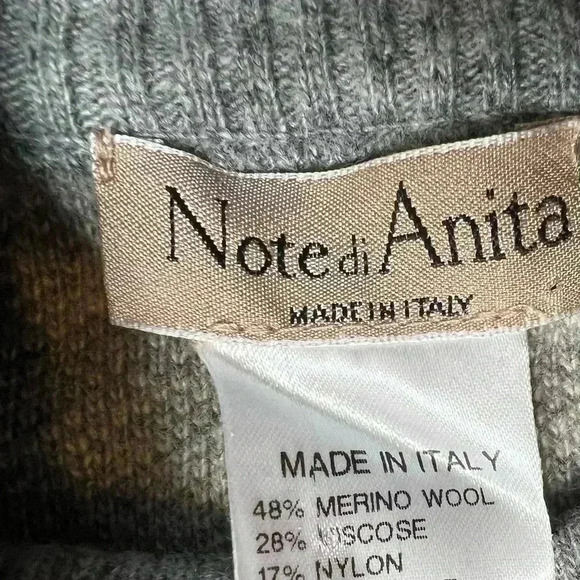 Note di Anita
MADE IN ITALY
MADE IN ITALY
48% MERINO WOOL
28% VISCOSE
17% NYLON